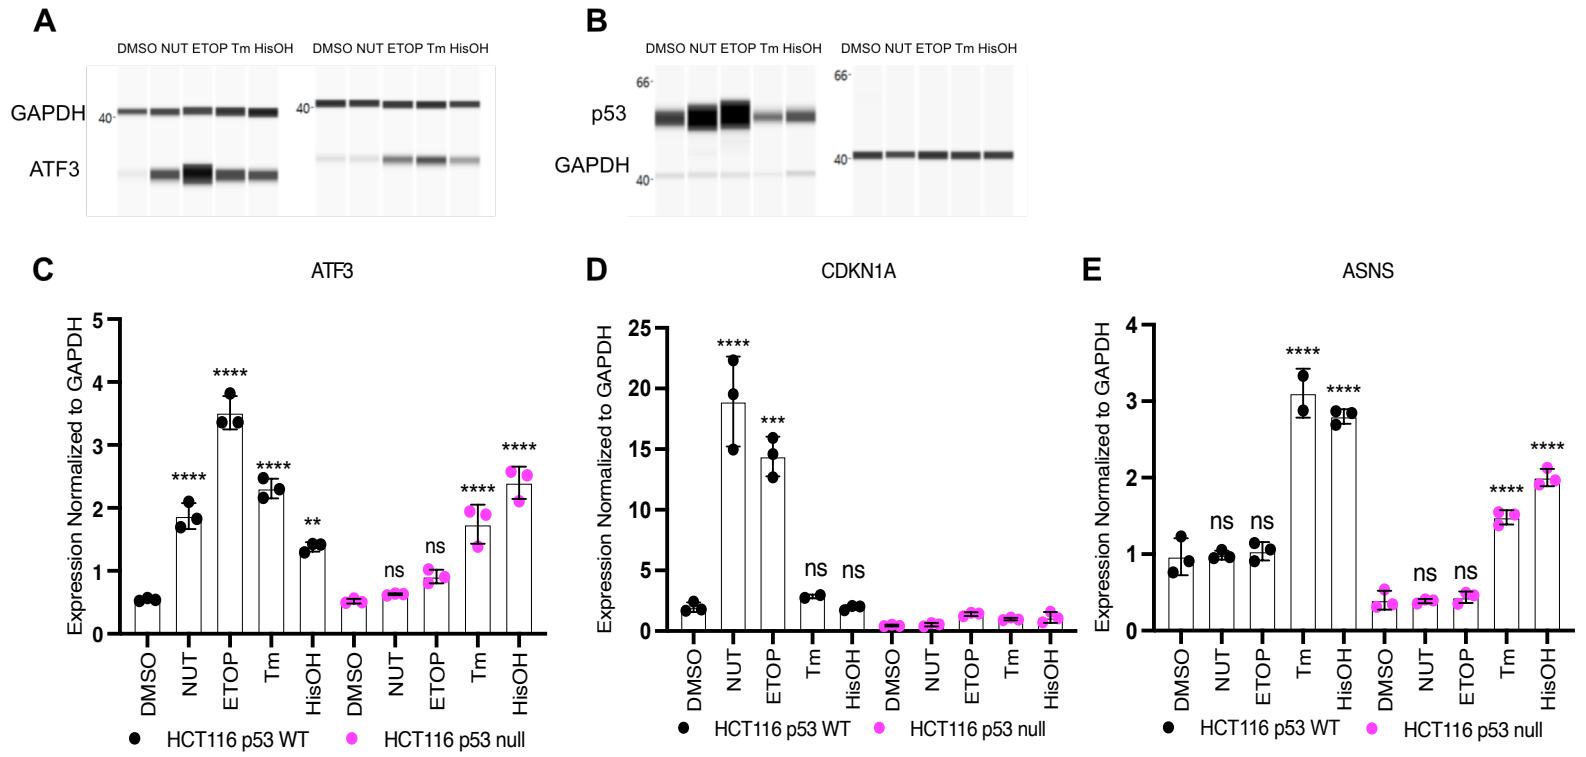 A
B
DMSO NUT ETOP Tm HisOH
DMSO NUT ETOP Tm HisOH
DMSO NUT ETOP Tm HisOH
DMSO NUT ETOP Tm HisOH
GAPDH
40-
40-
ATF3
66-
66-
p53
GAPDH
40-
40-
C
ATF3
D
CDKN1A
E
ASNS
Expression Normalized to GAPDH
5
4
3
2
1
0
****
****
****
**
ns
ns
****
****
DMSO
NUT
ETOP
Tm
HisOH
DMSO
NUT
ETOP
Tm
HisOH
HCT116 p53 WT
HCT116 p53 null
Expression Normalized to GAPDH
25
20
15
10
5
0
****
***
ns
ns
DMSO
NUT
ETOP
Tm
HisOH
DMSO
NUT
ETOP
Tm
HisOH
HCT116 p53 WT
HCT116 p53 null
Expression Normalized to GAPDH
4
3
2
1
0
ns
ns
****
****
ns
ns
****
****
DMSO
NUT
ETOP
Tm
HisOH
DMSO
NUT
ETOP
Tm
HisOH
HCT116 p53 WT
HCT116 p53 null